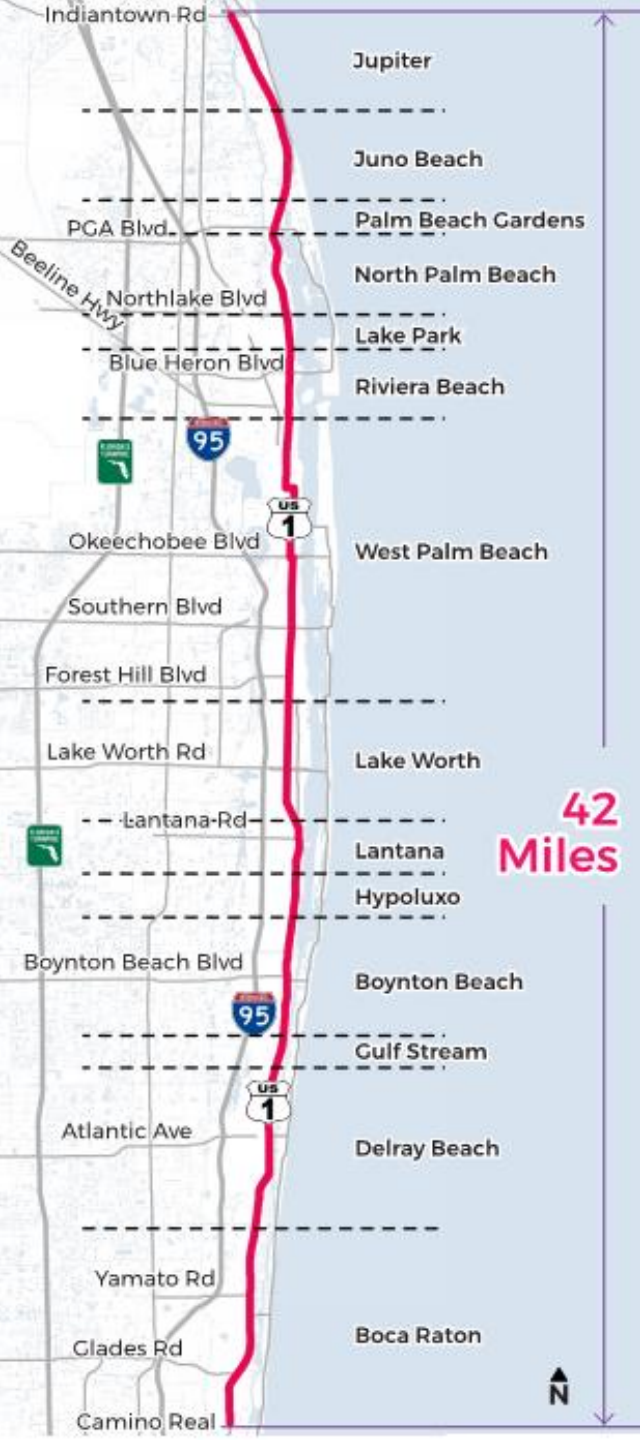 Indiantown Rd
Jupiter
Juno Beach
Palm Beach Gardens
PGA Blvd
Beeline Hwy
North Palm Beach
Northlake Blvd
Lake Park
Blue Heron Blvd
Riviera Beach
95
US
1
Okeechobee Blvd
West Palm Beach
Southern Blvd
Forest Hill Blvd
Lake Worth Rd
Lake Worth
42
Miles
Lantana Rd
Lantana
Hypoluxo
Boynton Beach Blvd
Boynton Beach
95
Gulf Stream
US
1
Atlantic Ave
Delray Beach
Yamato Rd
Boca Raton
Glades Rd
N
Camino Real